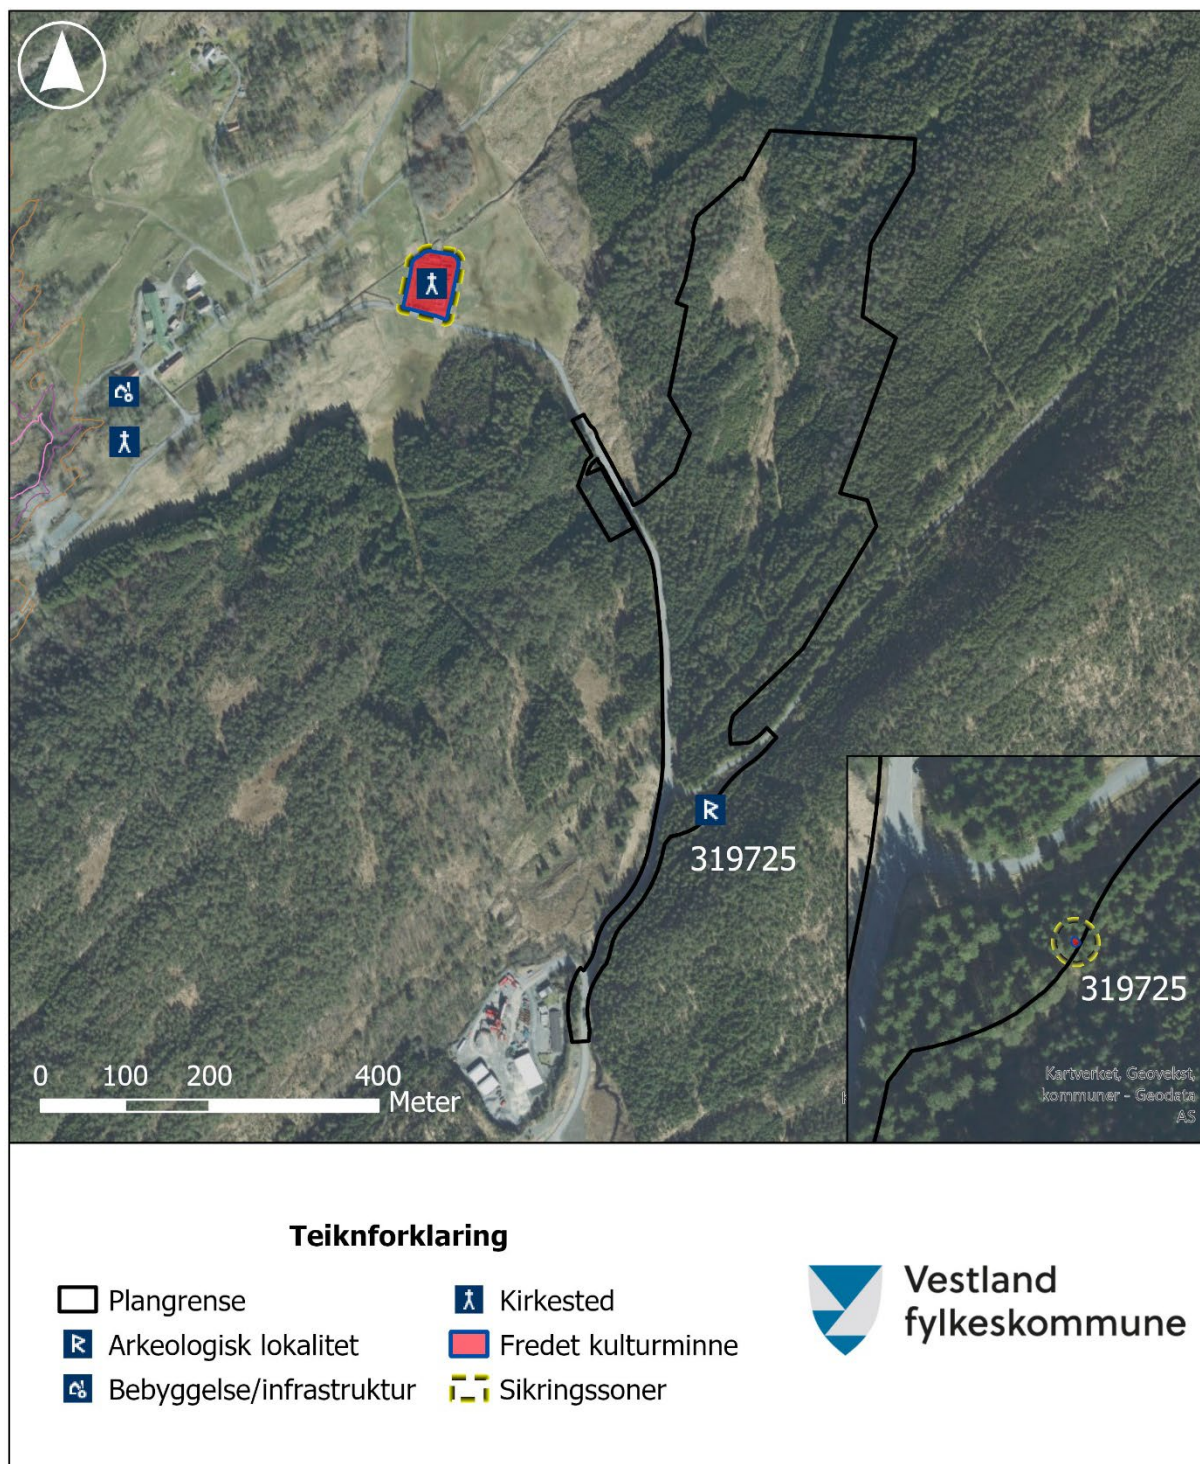 319725
319725
Kartverket, Geovekst,
kommuner - Geodata
AS
0 100 200 400
Meter
Teiknforklaring
Plangrense
Arkeologisk lokalitet
Bebyggelse/infrastruktur
Kirkested
Fredet kulturminne
Sikringssoner
Vestland
fylkeskommune